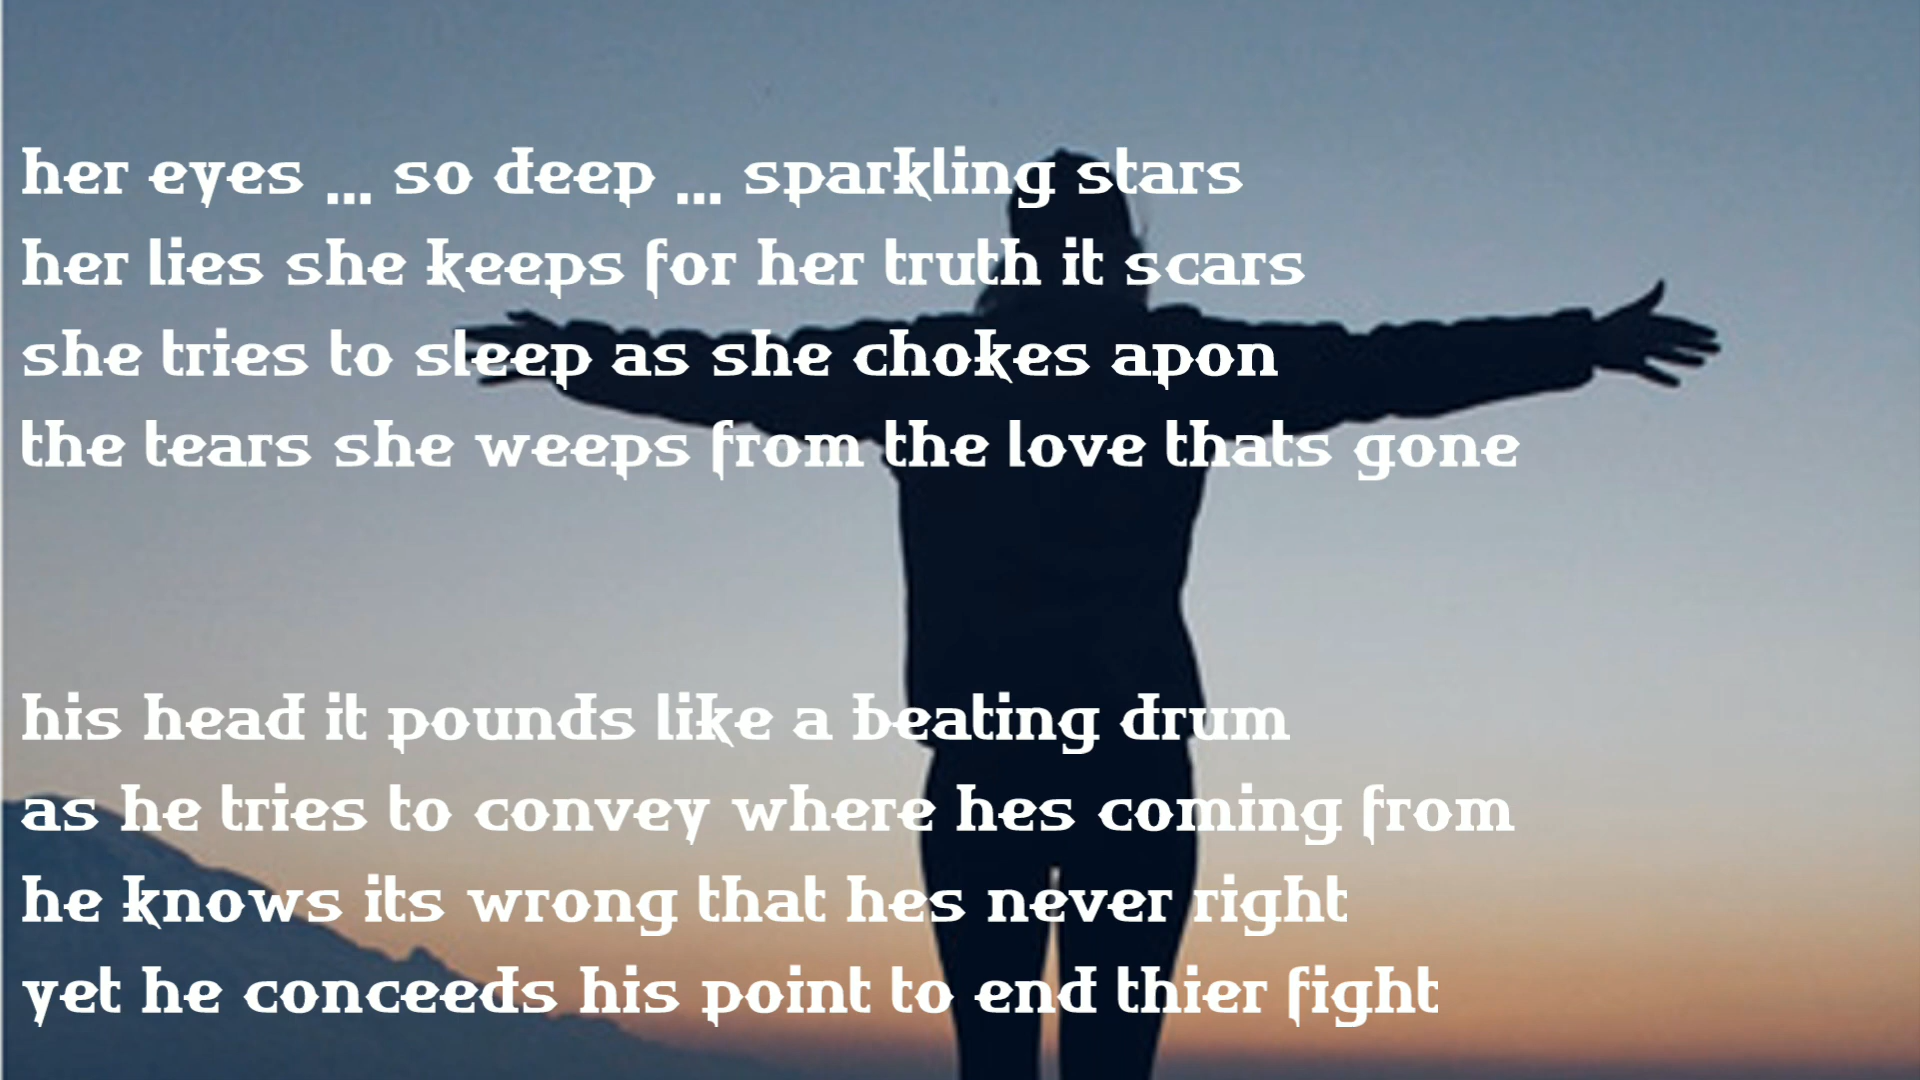 her eyes ... so deep ... sparkling stars
her lies she keeps for her truth it scars
she tries to sleep as she chokes apon
the tears she weeps from the love thats gone
his head it pounds like a beating drum
as he tries to convey where hes coming from
he knows its wrong that hes never right
yet he conceeds his point to end thier fight